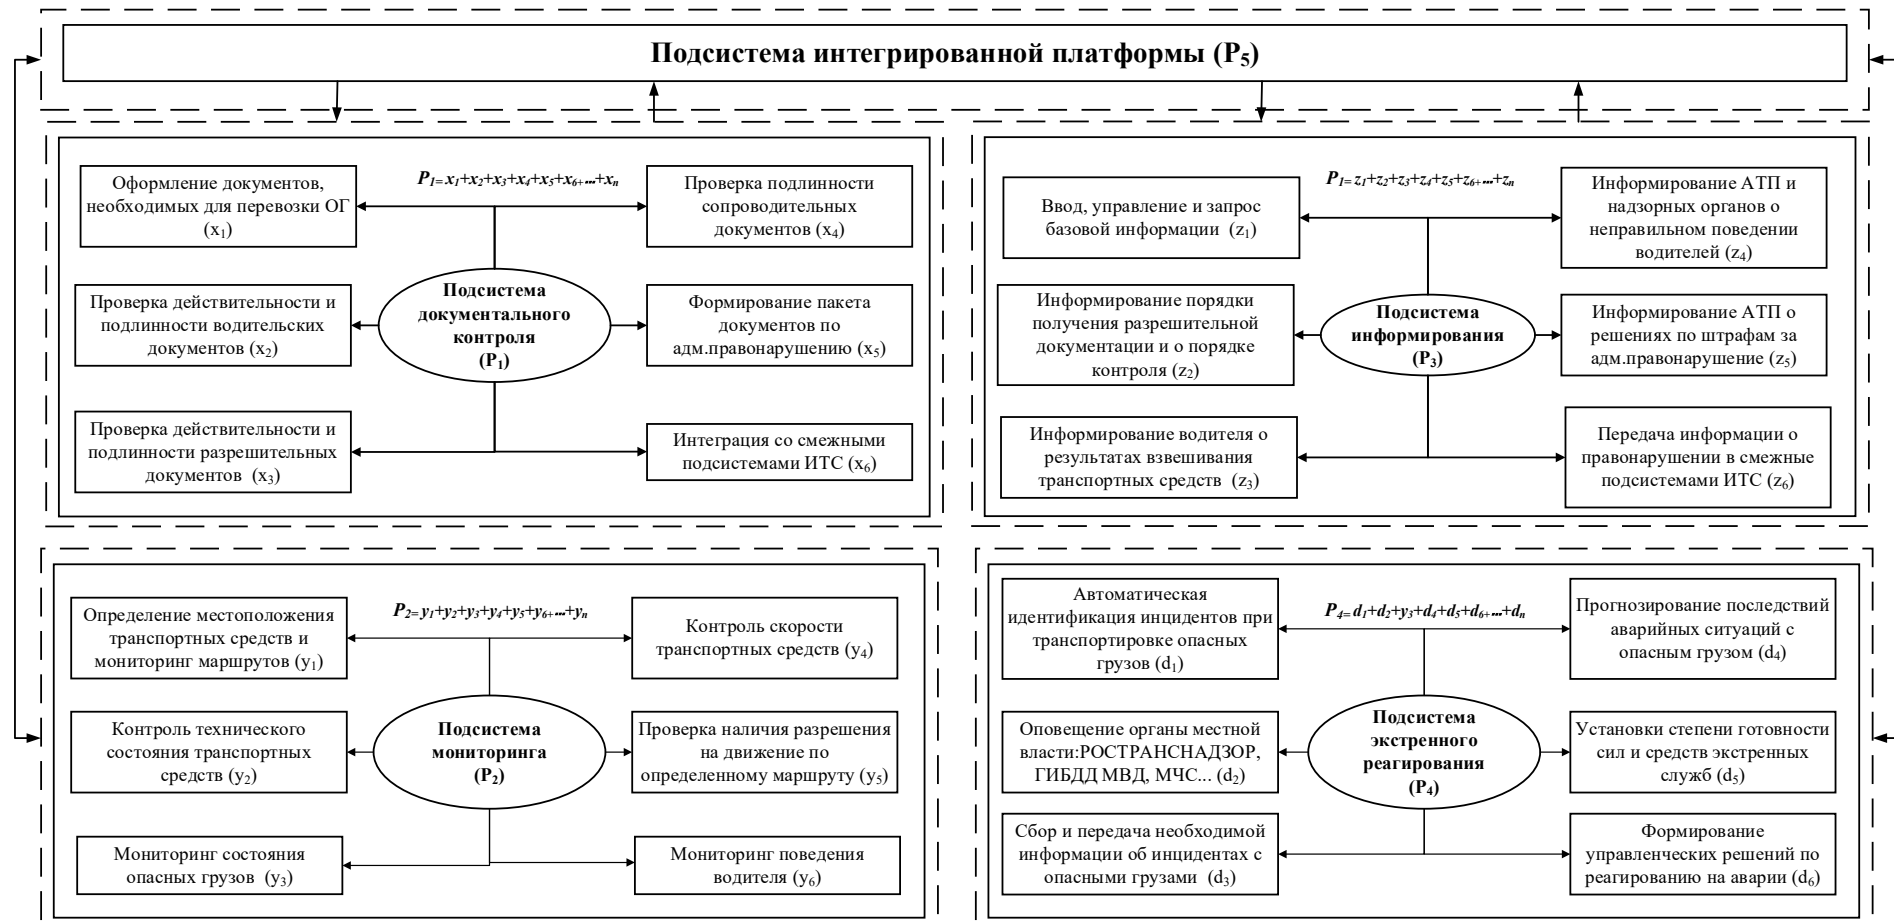 Подсистема интегрированной платформы (P₅)
P₁₌ x₁+x₂+x₃+x₄+x₅+x₆₊...+xₙ
Оформление документов,
необходимых для перевозки ОГ
(x₁)
Проверка подлинности
сопроводительных
документов (x₄)
Проверка действительности и
подлинности водительских
документов (x₂)
Подсистема
документального
контроля
(P₁)
Формирование пакета
документов по
адм.правонарушению (x₅)
Проверка действительности и
подлинности разрешительных
документов (x₃)
Интеграция со смежными
подсистемами ИТС (x₆)
P₁₌ z₁+z₂+z₃+z₄+z₅+z₆₊...+zₙ
Ввод, управление и запрос
базовой информации (z₁)
Информирование АТП и
надзорных органов о
неправильном поведении
водителей (z₄)
Информирование порядки
получения разрешительной
документации и о порядке
контроля (z₂)
Подсистема
информирования
(P₃)
Информирование АТП о
решениях по штрафам за
адм.правонарушение (z₅)
Информирование водителя о
результатах взвешивания
транспортных средств (z₃)
Передача информации о
правонарушении в смежные
подсистемами ИТС (z₆)
P₂₌ y₁+y₂+y₃+y₄+y₅+y₆₊...+yₙ
Определение местоположения
транспортных средств и
мониторинг маршрутов (y₁)
Контроль скорости
транспортных средств (y₄)
Контроль технического
состояния транспортных
средств (y₂)
Подсистема
мониторинга
(P₂)
Проверка наличия разрешения
на движение по
определенному маршруту (y₅)
Мониторинг состояния
опасных грузов (y₃)
Мониторинг поведения
водителя (y₆)
P₄₌ d₁+d₂+y₃+d₄+d₅+d₆₊...+dₙ
Автоматическая
идентификация инцидентов при
транспортировке опасных
грузов (d₁)
Прогнозирование последствий
аварийных ситуаций с
опасным грузом (d₄)
Оповещение органы местной
власти:РОСТРАНСНАДЗОР,
ГИБДД МВД, МЧС... (d₂)
Подсистема
экстренного
реагирования
(P₄)
Установки степени готовности
сил и средств экстренных
служб (d₅)
Сбор и передача необходимой
информации об инцидентах с
опасными грузами (d₃)
Формирование
управленческих решений по
реагированию на аварии (d₆)